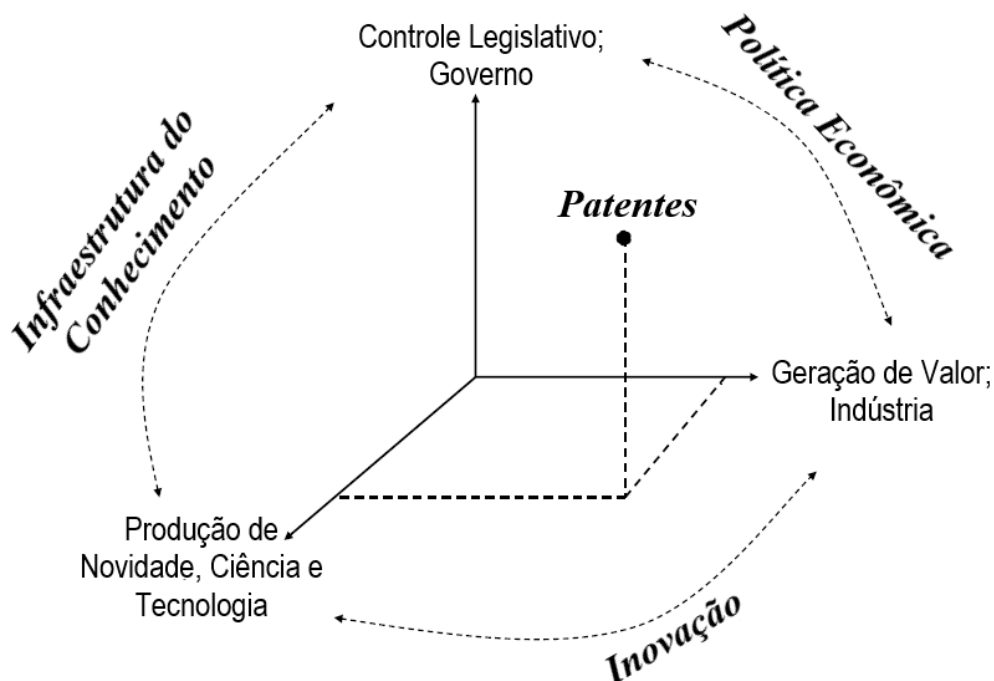 Controle Legislativo;
Governo
Política Econômica
Infraestrutura do
Conhecimento
Patentes
Geração de Valor;
Indústria
Produção de
Novidade, Ciência e
Tecnologia
Inovação